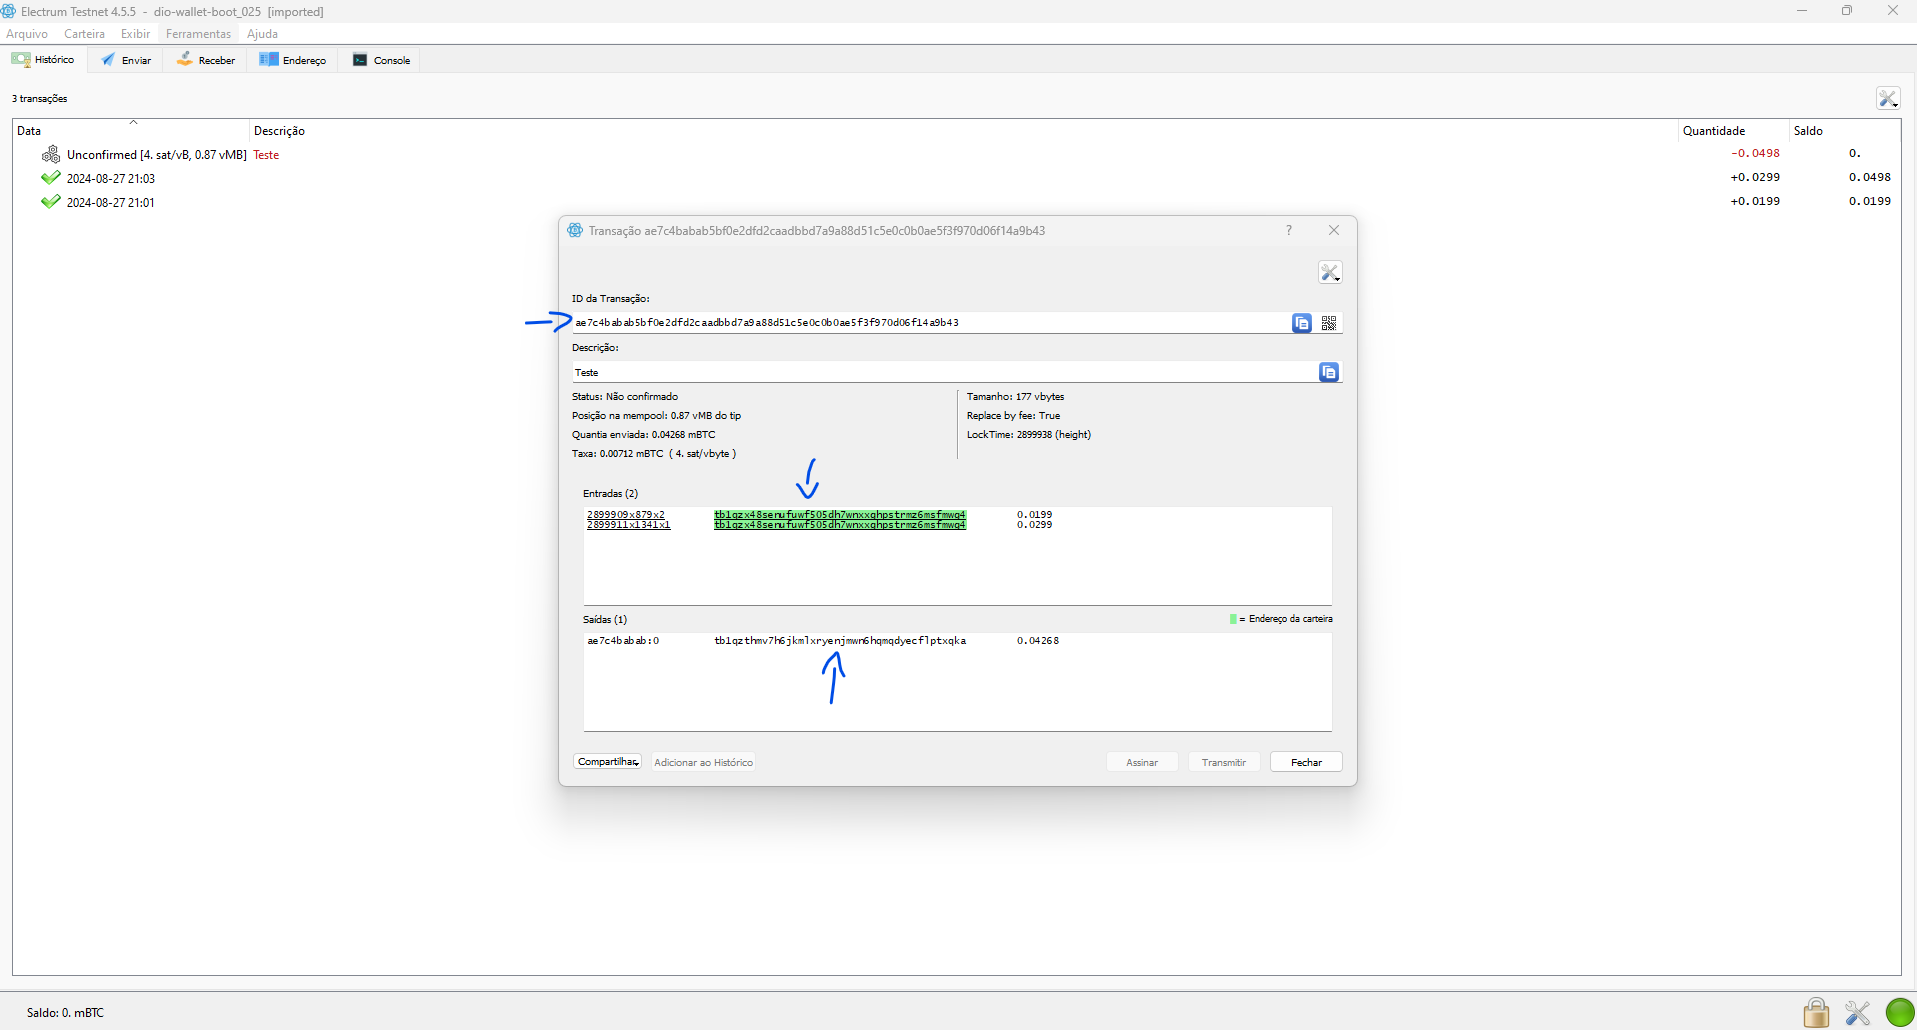 Electrum Testnet 4.5.5 - dio-wallet-boot_025 [imported]
Arquivo Carteira Exibir Ferramentas Ajuda
Histórico Enviar Receber Endereço Console
3 transações
Data Descrição Quantidade Saldo
Unconfirmed [4. sat/vB, 0.87 vMB] Teste -0.0498 0.
2024-08-27 21:03 +0.0299 0.0498
2024-08-27 21:01 +0.0199 0.0199
Transação ae7c4babab5bf0e2dfd2caadbbd7a9a88d51c5e0c0b0ae5f3f970d06f14a9b43 ?
ID da Transação:
ae7c4babab5bf0e2dfd2caadbbd7a9a88d51c5e0c0b0ae5f3f970d06f14a9b43
Descrição:
Teste
Status: Não confirmado
Posição na mempool: 0.87 vMB do tip
Quantia enviada: 0.04268 mBTC
Taxa: 0.00712 mBTC ( 4. sat/vbyte )
Tamanho: 177 vbytes
Replace by fee: True
LockTime: 2899938 (height)
Entradas (2)
2899909x879x2 tb1qzx48senufuwf505dh7wnxxghpstrmz6msfmwq4 0.0199
2899911x1341x1 tb1qzx48senufuwf505dh7wnxxghpstrmz6msfmwq4 0.0299
Saídas (1) = Endereço da carteira
ae7c4babab:0 tb1qzthmv7h6jkmlxryenjmwn6hqmqdyecflptxqka 0.04268
Compartilhar Adicionar ao Histórico Assinar Transmitir Fechar
Saldo: 0. mBTC